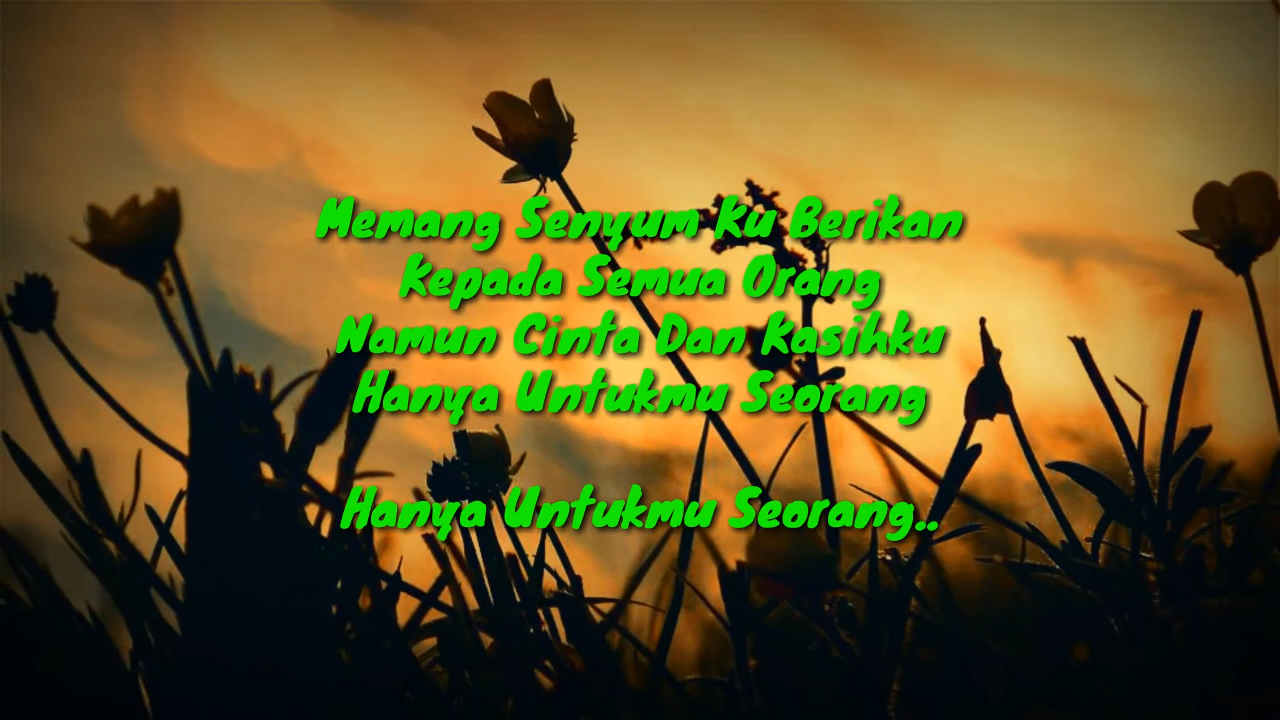 Memang Senyum Ku Berikan
Kepada Semua Orang
Namun Cinta Dan Kasihku
Hanya Untukmu Seorang
Hanya Untukmu Seorang..